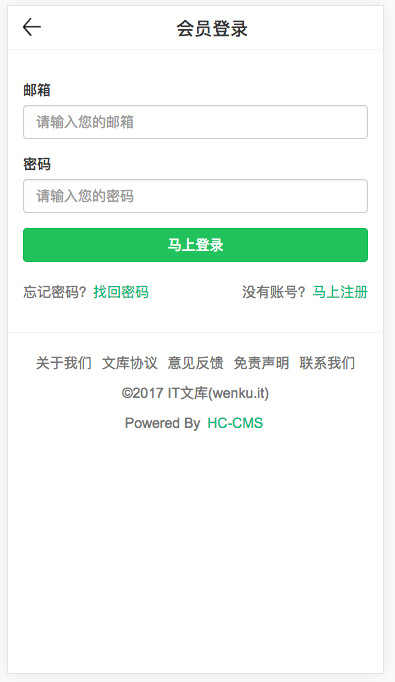 会员登录
邮箱
请输入您的邮箱
密码
请输入您的密码
马上登录
忘记密码? 找回密码 没有账号? 马上注册
关于我们 文库协议 意见反馈 免责声明 联系我们
©2017 IT文库(wenku.it)
Powered By HC-CMS